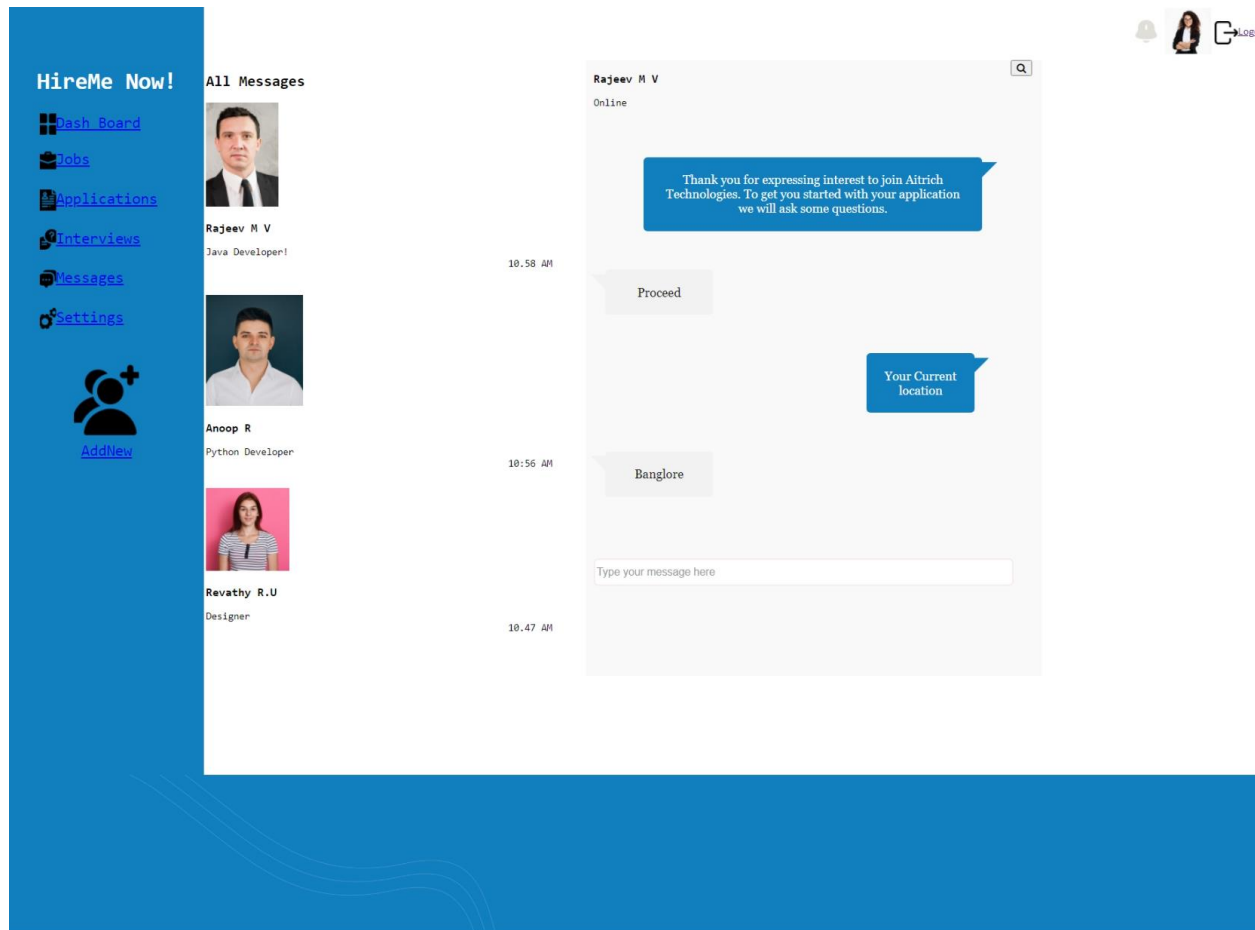 Log
HireMe Now!
Dash Board
Jobs
Applications
Interviews
Messages
Settings
AddNew
All Messages
Rajeev M V
Java Developer!
10.58 AM
Anoop R
Python Developer
10:56 AM
Revathy R.U
Designer
10.47 AM
Rajeev M V
Online
Thank you for expressing interest to join Aitrich
Technologies. To get you started with your application
we will ask some questions.
Proceed
Your Current
location
Banglore
Type your message here